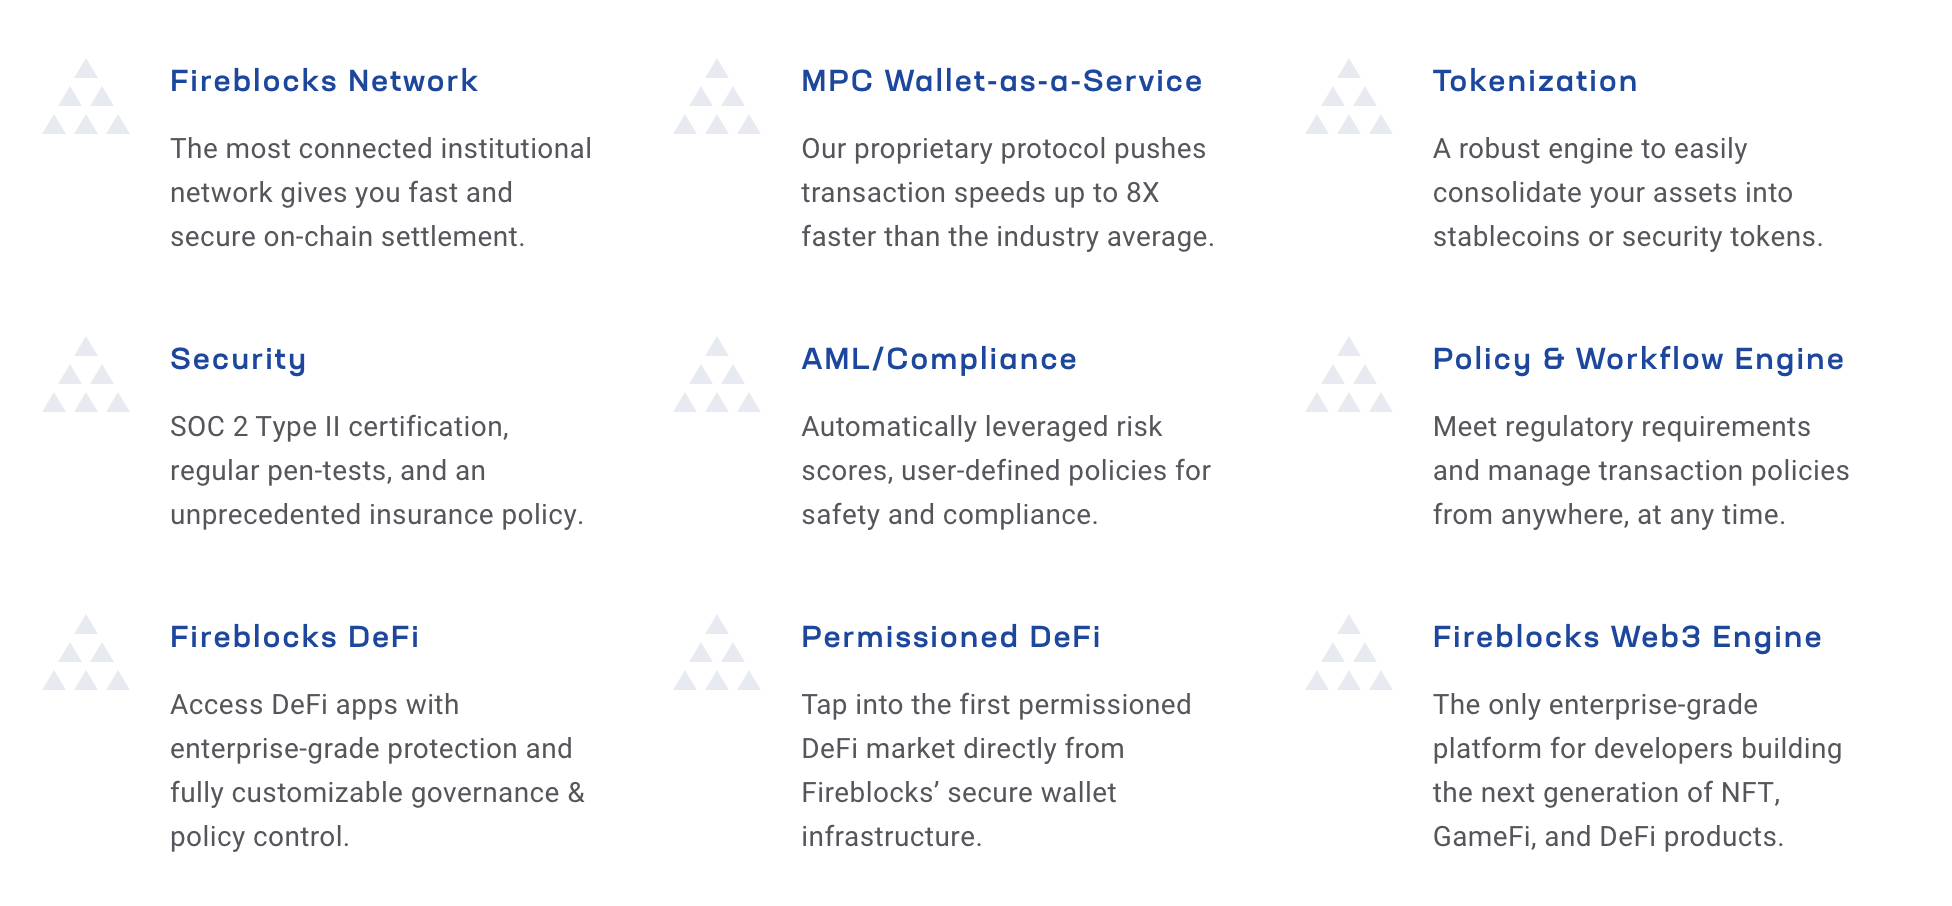 Fireblocks Network
The most connected institutional
network gives you fast and
secure on-chain settlement.
MPC Wallet-as-a-Service
Our proprietary protocol pushes
transaction speeds up to 8X
faster than the industry average.
Tokenization
A robust engine to easily
consolidate your assets into
stablecoins or security tokens.
Security
SOC 2 Type II certification,
regular pen-tests, and an
unprecedented insurance policy.
AML/Compliance
Automatically leveraged risk
scores, user-defined policies for
safety and compliance.
Policy & Workflow Engine
Meet regulatory requirements
and manage transaction policies
from anywhere, at any time.
Fireblocks DeFi
Access DeFi apps with
enterprise-grade protection and
fully customizable governance &
policy control.
Permissioned DeFi
Tap into the first permissioned
DeFi market directly from
Fireblocks’ secure wallet
infrastructure.
Fireblocks Web3 Engine
The only enterprise-grade
platform for developers building
the next generation of NFT,
GameFi, and DeFi products.